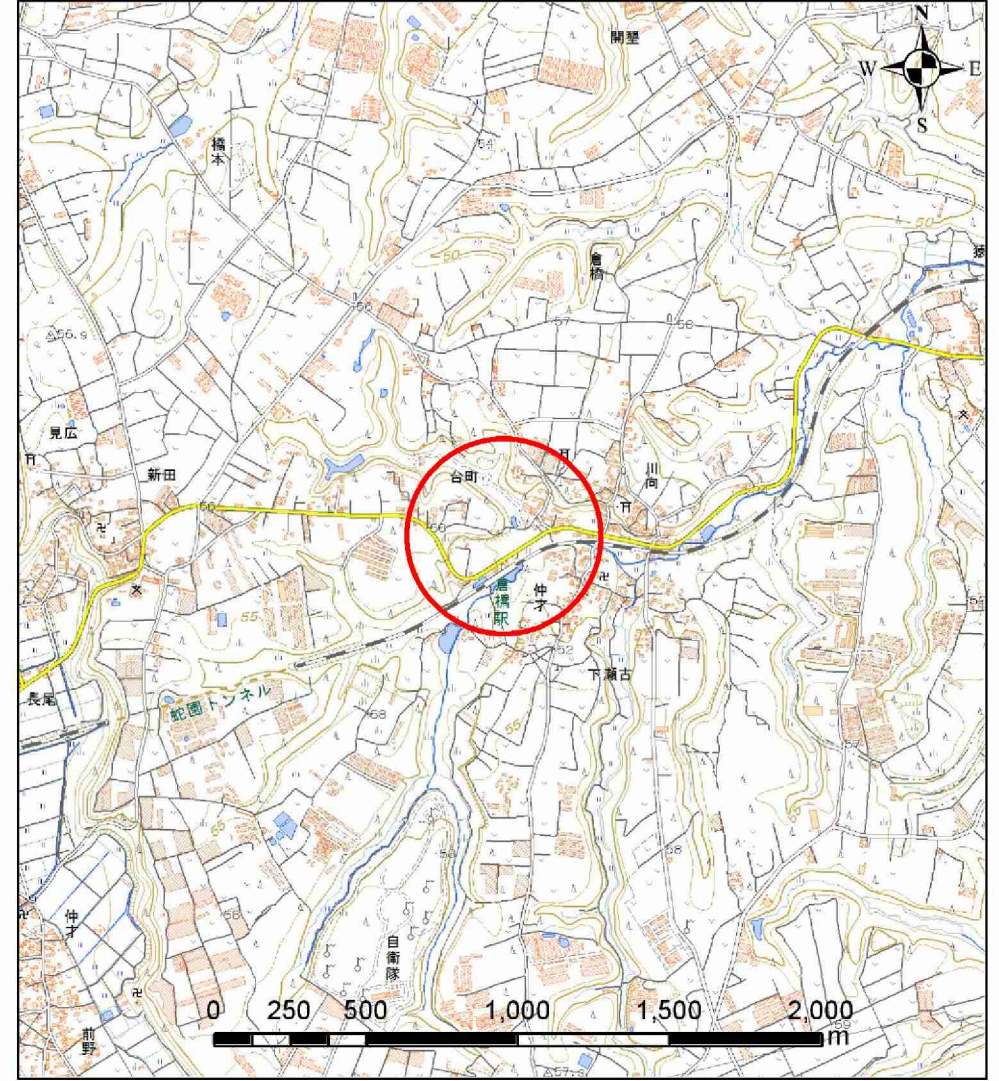 N
開墾
W
E
S
橋本
54
50
50
倉橋
猿
56
57
58
56.9
見広
新田
台町
川向
50
56
倉橋駅
仲才
52
下瀬古
55
長尾
蛇園トンネル
58
55
58
58
仲才
自衛隊
前野
0
250
500
1,000
1,500
2,000
m
59
57.8